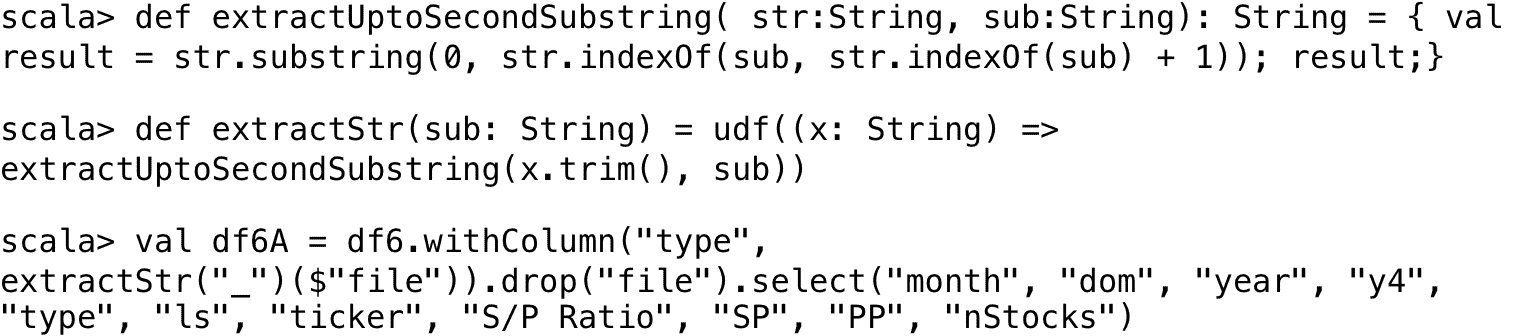 scala> def extractUptoSecondSubstring( str:String, sub:String): String = { val
result = str.substring(0, str.indexOf(sub, str.indexOf(sub) + 1)); result;}
scala> def extractStr(sub: String) = udf((x: String) =>
extractUptoSecondSubstring(x.trim(), sub))
scala> val df6A = df6.withColumn("type",
extractStr("_")($"file")).drop("file").select("month", "dom", "year", "y4",
"type", "ls", "ticker", "S/P Ratio", "SP", "PP", "nStocks")